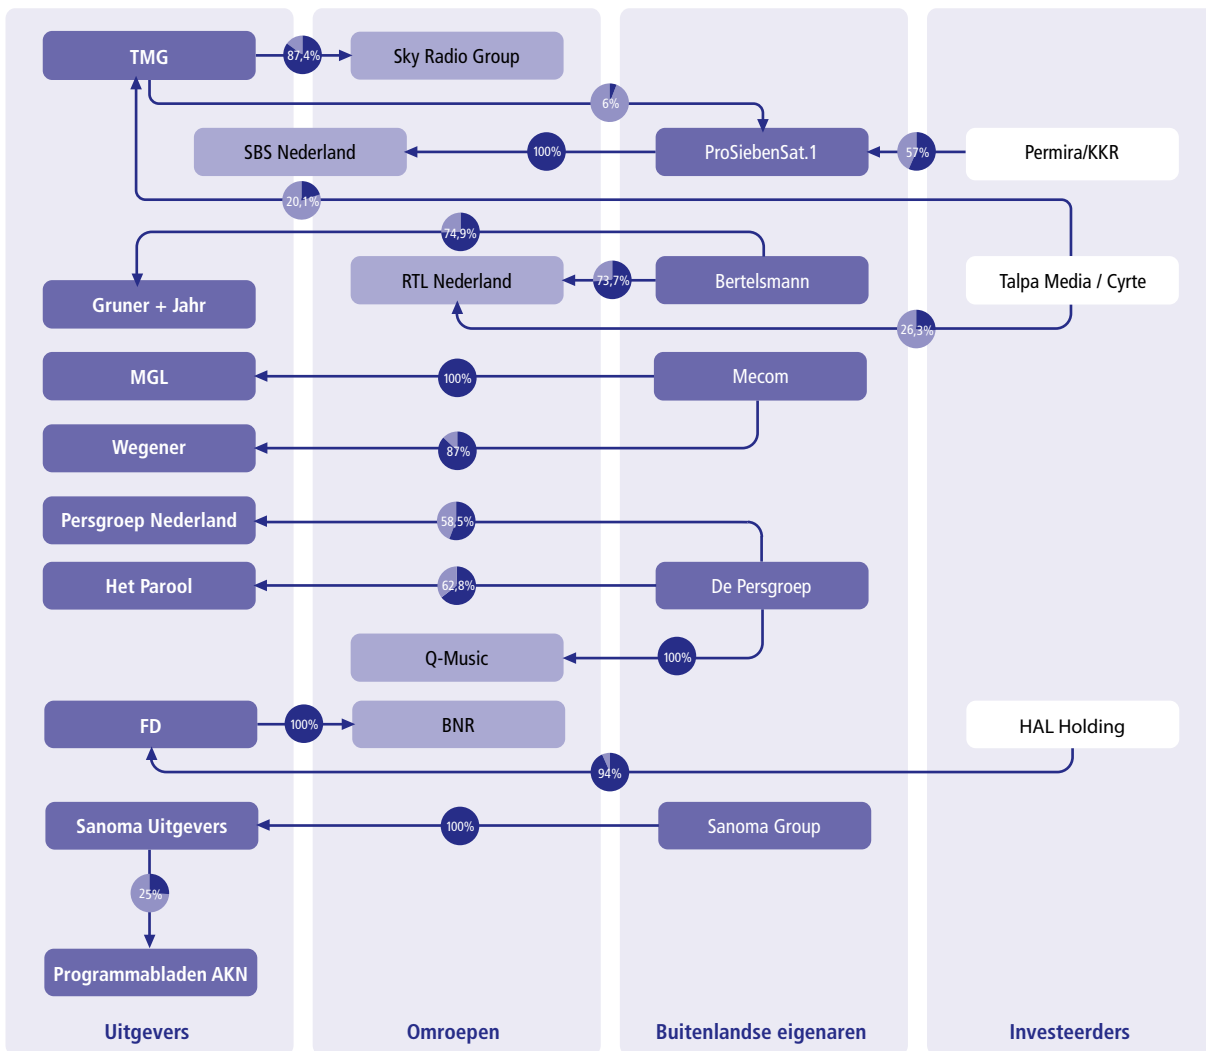 TMG
87,4%
Sky Radio Group
6%
SBS Nederland
100%
ProSiebenSat.1
57%
Permira/KKR
20,1%
74,9%
Gruner + Jahr
RTL Nederland
73,7%
Bertelsmann
Talpa Media / Cyrte
26,3%
MGL
100%
Mecom
Wegener
87%
Persgroep Nederland
58,5%
Het Parool
62,8%
De Persgroep
Q-Music
100%
FD
100%
BNR
HAL Holding
94%
Sanoma Uitgevers
100%
Sanoma Group
25%
Programmabladen AKN
Uitgevers
Omroepen
Buitenlandse eigenaren
Investeerders